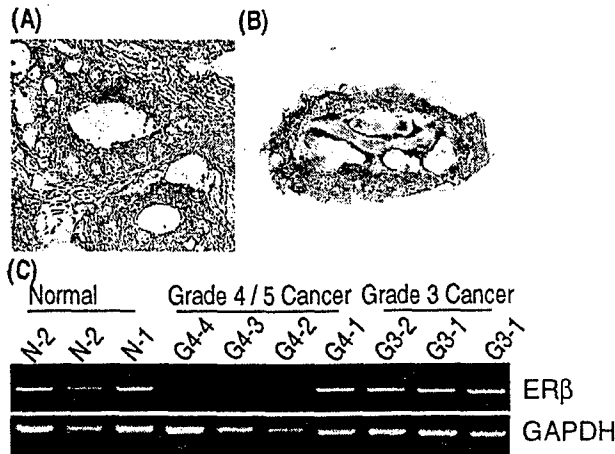 (A)
(B)
(C)
Normal Grade 4 / 5 Cancer Grade 3 Cancer
N-2 N-2 N-1 G4-4 G4-3 G4-2 G4-1 G3-2 G3-1 G3-1
ERβ
GAPDH